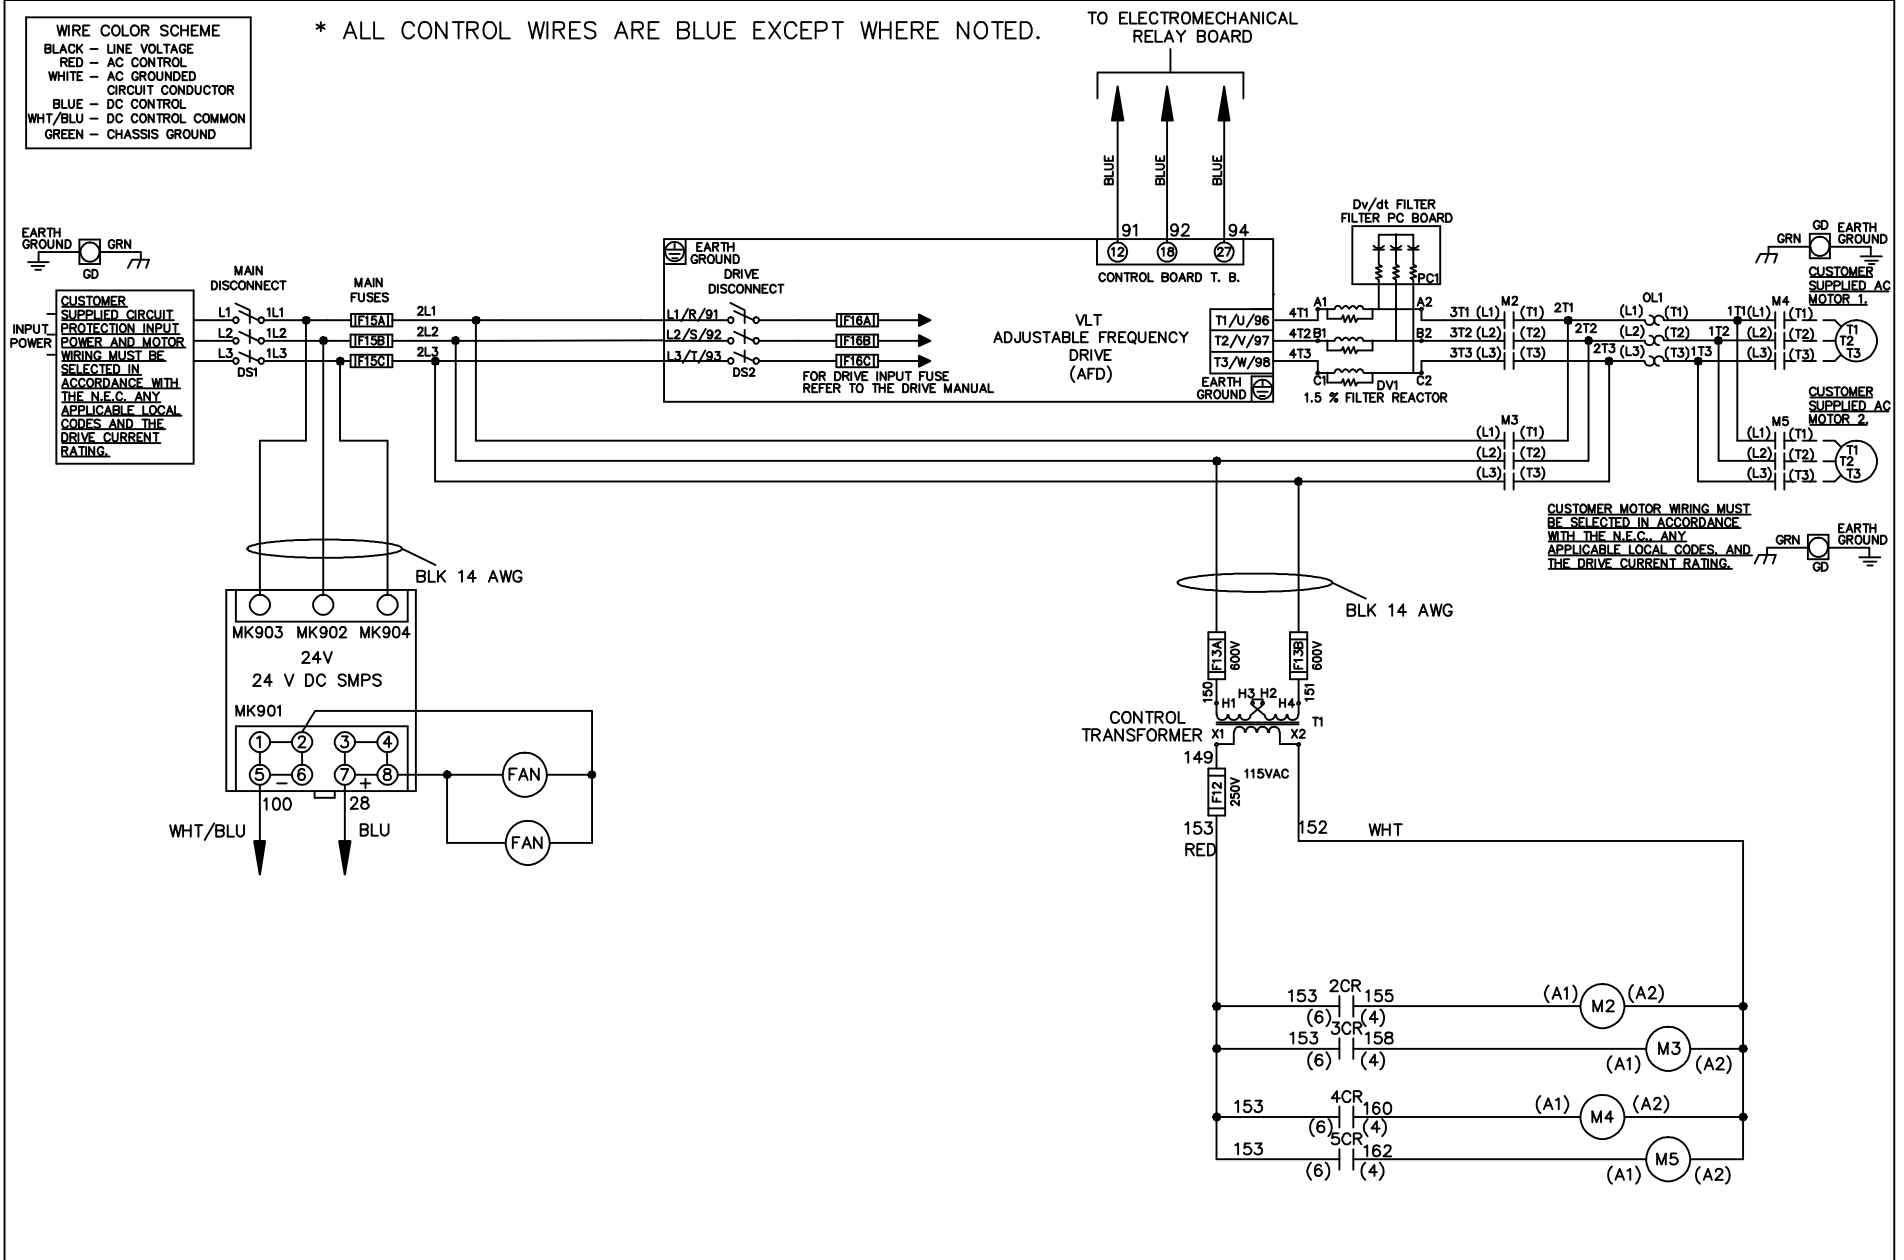 WIRE COLOR SCHEME
BLACK – LINE VOLTAGE
RED – AC CONTROL
WHITE – AC GROUNDED
CIRCUIT CONDUCTOR
BLUE – DC CONTROL
WHT/BLU – DC CONTROL COMMON
GREEN – CHASSIS GROUND
* ALL CONTROL WIRES ARE BLUE EXCEPT WHERE NOTED.
TO ELECTROMECHANICAL
RELAY BOARD
BLUE
BLUE
BLUE
91 92 94
12 18 27
CONTROL BOARD T. B.
EARTH
GROUND
GRN
GD
INPUT
POWER
CUSTOMER
SUPPLIED CIRCUIT
PROTECTION INPUT
POWER AND MOTOR
WIRING MUST BE
SELECTED IN
ACCORDANCE WITH
THE N.E.C. ANY
APPLICABLE LOCAL
CODES AND THE
DRIVE CURRENT
RATING.
MAIN
DISCONNECT
L1 1L1
L2 1L2
L3 1L3
DS1
MAIN
FUSES
F15A
F15B
F15C
2L1
2L2
2L3
EARTH
GROUND
DRIVE
DISCONNECT
L1/R/91
L2/S/92
L3/T/93
DS2
F16A
F16B
F16C
FOR DRIVE INPUT FUSE
REFER TO THE DRIVE MANUAL
VLT
ADJUSTABLE FREQUENCY
DRIVE
(AFD)
T1/U/96
T2/V/97
T3/W/98
EARTH
GROUND
4T1
4T2
4T3
Dv/dt FILTER
FILTER PC BOARD
PC1
A1 A2
B1 B2
C1 C2
DV1
1.5 % FILTER REACTOR
M2
3T1 (L1) (T1) 2T1
3T2 (L2) (T2) 2T2
3T3 (L3) (T3) 2T3
OL1
(L1) (T1) 1T1
(L2) (T2) 1T2
(L3) (T3) 1T3
M4
(L1) (T1)
(L2) (T2)
(L3) (T3)
T1
T2
T3
GRN
GD
EARTH
GROUND
CUSTOMER
SUPPLIED AC
MOTOR 1.
M3
(L1) (T1)
(L2) (T2)
(L3) (T3)
CUSTOMER
SUPPLIED AC
MOTOR 2.
M5
(L1) (T1)
(L2) (T2)
(L3) (T3)
T1
T2
T3
CUSTOMER MOTOR WIRING MUST
BE SELECTED IN ACCORDANCE
WITH THE N.E.C., ANY
APPLICABLE LOCAL CODES, AND
THE DRIVE CURRENT RATING.
GRN
GD
EARTH
GROUND
BLK 14 AWG
MK903 MK902 MK904
24V
24 V DC SMPS
MK901
1 2 3 4
5 – 6 7 + 8
100 28
WHT/BLU
BLU
FAN
FAN
BLK 14 AWG
F13A
600V
F13B
600V
150
151
H1 H3 H2 H4
T1
CONTROL
TRANSFORMER
X1 X2
149
115VAC
F12
250V
153
RED
152 WHT
153 2CR 155 (A1) M2 (A2)
(6) (4)
153 3CR 158 (A1) M3 (A2)
(6) (4)
153 4CR 160 (A1) M4 (A2)
(6) (4)
153 5CR 162 (A1) M5 (A2)
(6) (4)